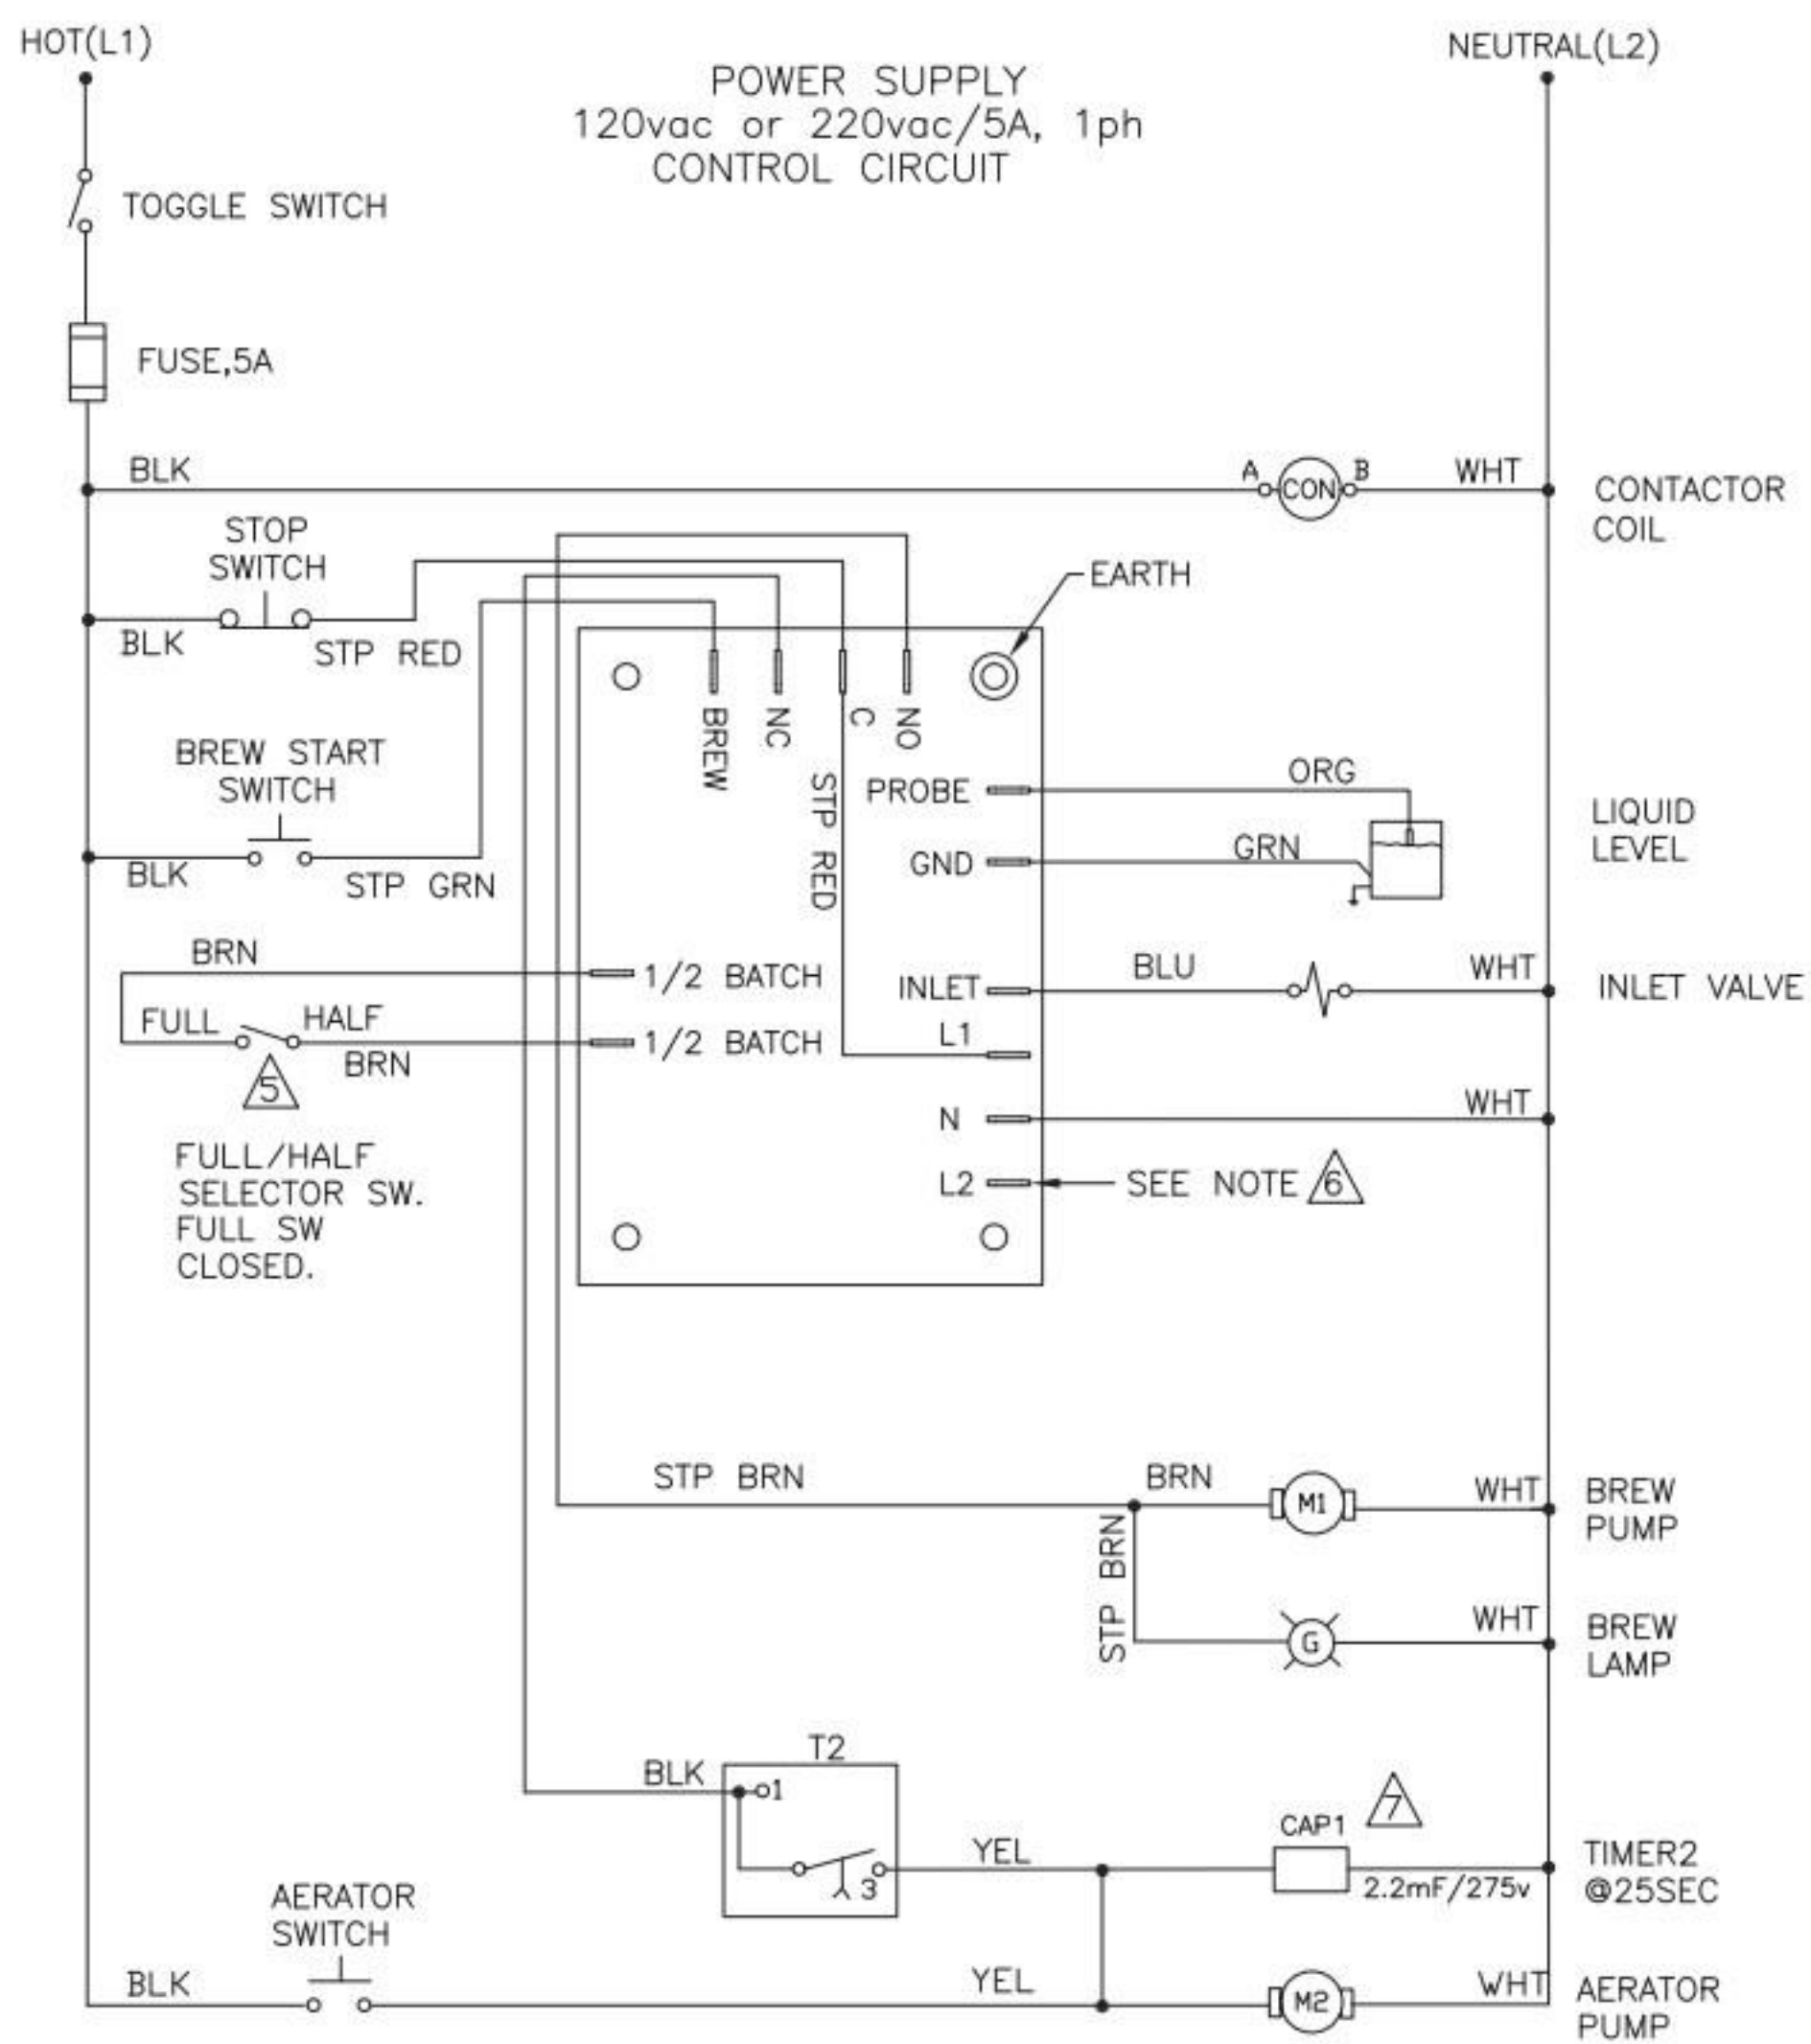 HOT(L1)
NEUTRAL(L2)
POWER SUPPLY
120vac or 220vac/5A, 1ph
CONTROL CIRCUIT
TOGGLE SWITCH
FUSE,5A
BLK
A
CON
B
WHT
CONTACTOR
COIL
STOP
SWITCH
BLK
STP RED
EARTH
BREW
NC
C
NO
STP RED
BREW START
SWITCH
BLK
STP GRN
PROBE
ORG
GND
GRN
LIQUID
LEVEL
BRN
1/2 BATCH
INLET
BLU
WHT
INLET VALVE
FULL
HALF
BRN
1/2 BATCH
L1
5
N
WHT
FULL/HALF
SELECTOR SW.
FULL SW
CLOSED.
L2
SEE NOTE 6
STP BRN
BRN
M1
WHT
BREW
PUMP
STP BRN
G
WHT
BREW
LAMP
T2
BLK
1
3
YEL
CAP1
7
2.2mF/275v
TIMER2
@25SEC
AERATOR
SWITCH
BLK
YEL
M2
WHT
AERATOR
PUMP